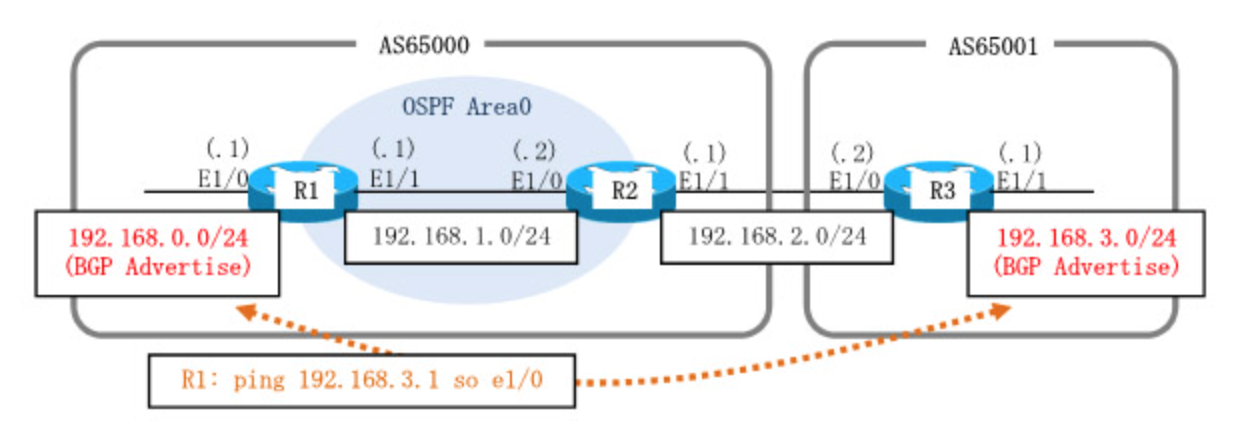 AS65000
AS65001
OSPF Area0
(.1)
E1/0
R1
(.1)
E1/1
(.2)
E1/0
R2
(.1)
E1/1
(.2)
E1/0
R3
(.1)
E1/1
192.168.0.0/24
(BGP Advertise)
192.168.1.0/24
192.168.2.0/24
192.168.3.0/24
(BGP Advertise)
R1: ping 192.168.3.1 so e1/0